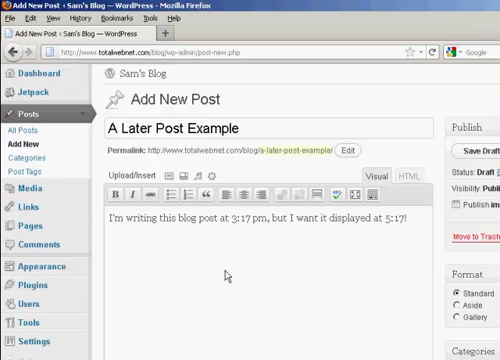 Add New Post ‹ Sam's Blog — WordPress - Mozilla Firefox
File Edit View History Bookmarks Tools Help
Add New Post ‹ Sam's Blog — WordPress
http://www.totalwebnet.com/blog/wp-admin/post-new.php
Google
Dashboard
Jetpack
Posts
All Posts
Add New
Categories
Post Tags
Media
Links
Pages
Comments
Appearance
Plugins
Users
Tools
Settings
Sam's Blog
Add New Post
A Later Post Example
Permalink: http://www.totalwebnet.com/blog/a-later-post-example/ Edit
Upload/Insert
Visual HTML
B I ABC
I'm writing this blog post at 3:17 pm, but I want it displayed at 5:17!
Publish
Save Draft
Status: Draft
Visibility: Publi
Publish im
Move to Trash
Format
Standard
Aside
Gallery
Categories